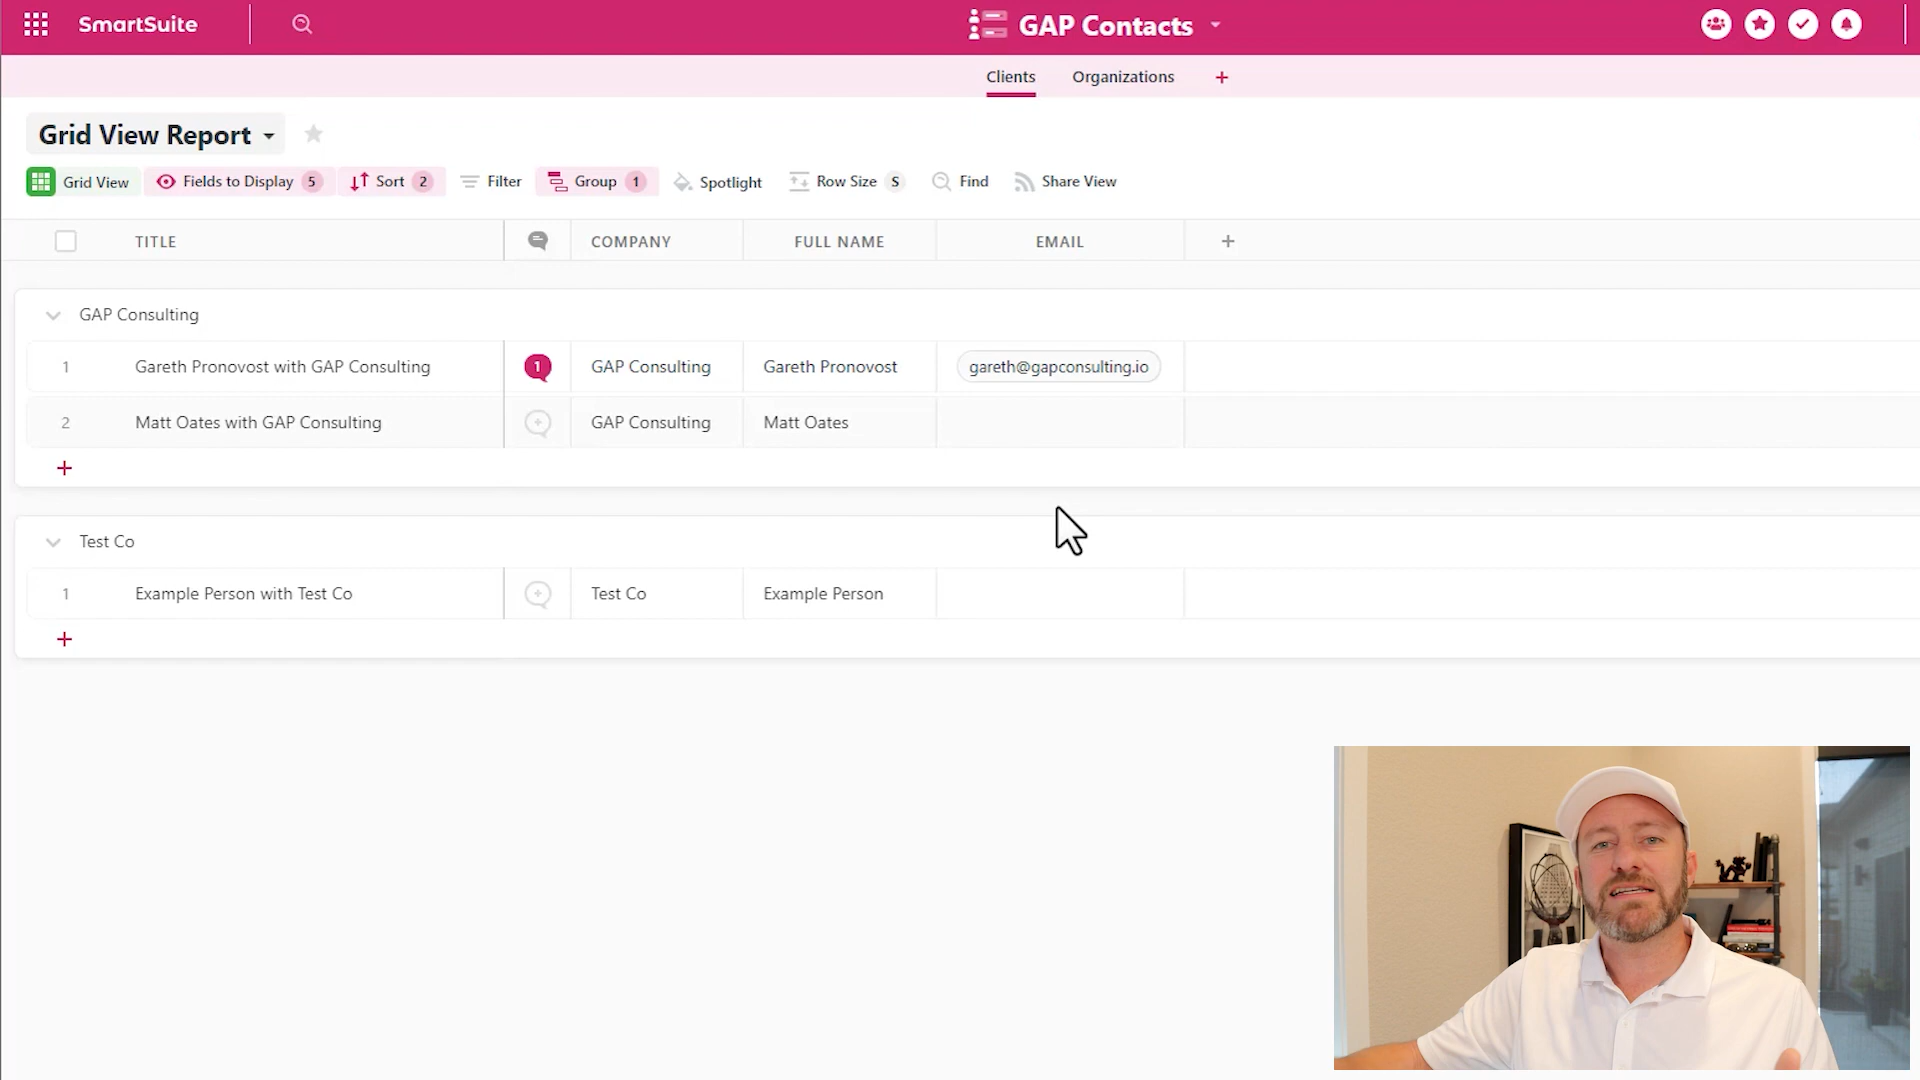 SmartSuite
GAP Contacts
Clients Organizations +
Grid View Report
Grid View Fields to Display 5 Sort 2 Filter Group 1 Spotlight Row Size S Find Share View
TITLE COMPANY FULL NAME EMAIL +
GAP Consulting
1 Gareth Pronovost with GAP Consulting 1 GAP Consulting Gareth Pronovost gareth@gapconsulting.io
2 Matt Oates with GAP Consulting GAP Consulting Matt Oates
+
Test Co
1 Example Person with Test Co Test Co Example Person
+